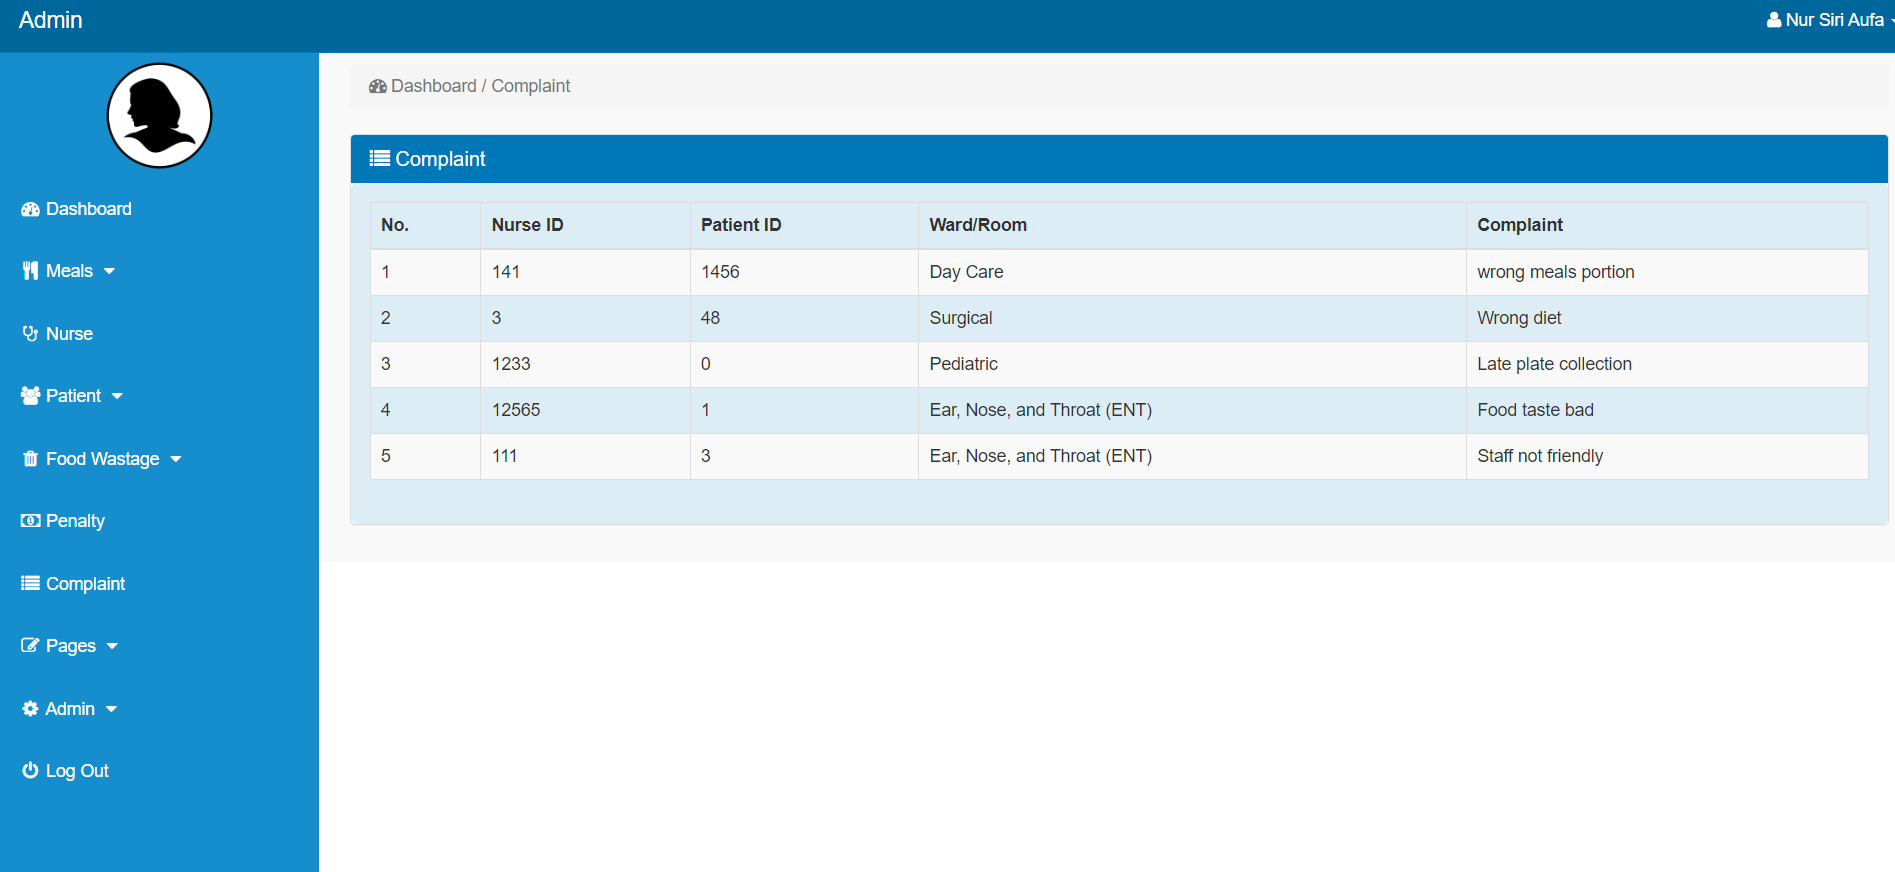 Admin
Nur Siri Aufa
Dashboard
Meals
Nurse
Patient
Food Wastage
Penalty
Complaint
Pages
Admin
Log Out
Dashboard / Complaint
Complaint
No. Nurse ID Patient ID Ward/Room Complaint
1 141 1456 Day Care wrong meals portion
2 3 48 Surgical Wrong diet
3 1233 0 Pediatric Late plate collection
4 12565 1 Ear, Nose, and Throat (ENT) Food taste bad
5 111 3 Ear, Nose, and Throat (ENT) Staff not friendly